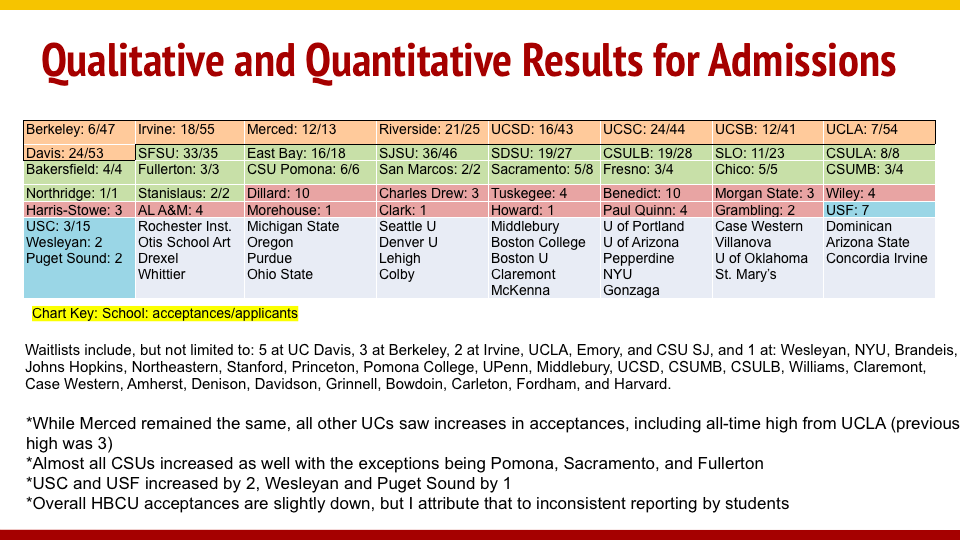 Qualitative and Quantitative Results for Admissions
Berkeley: 6/47 Irvine: 18/55 Merced: 12/13 Riverside: 21/25 UCSD: 16/43 UCSC: 24/44 UCSB: 12/41 UCLA: 7/54
Davis: 24/53 SFSU: 33/35 East Bay: 16/18 SJSU: 36/46 SDSU: 19/27 CSULB: 19/28 SLO: 11/23 CSULA: 8/8
Bakersfield: 4/4 Fullerton: 3/3 CSU Pomona: 6/6 San Marcos: 2/2 Sacramento: 5/8 Fresno: 3/4 Chico: 5/5 CSUMB: 3/4
Northridge: 1/1 Stanislaus: 2/2 Dillard: 10 Charles Drew: 3 Tuskegee: 4 Benedict: 10 Morgan State: 3 Wiley: 4
Harris-Stowe: 3 AL A&M: 4 Morehouse: 1 Clark: 1 Howard: 1 Paul Quinn: 4 Grambling: 2 USF: 7
USC: 3/15 Rochester Inst. Michigan State Seattle U Middlebury U of Portland Case Western Dominican
Wesleyan: 2 Otis School Art Oregon Denver U Boston College U of Arizona Villanova Arizona State
Puget Sound: 2 Drexel Purdue Lehigh Boston U Pepperdine U of Oklahoma Concordia Irvine
Whittier Ohio State Colby Claremont NYU St. Mary's
McKenna Gonzaga
Chart Key: School: acceptances/applicants
Waitlists include, but not limited to: 5 at UC Davis, 3 at Berkeley, 2 at Irvine, UCLA, Emory, and CSU SJ, and 1 at: Wesleyan, NYU, Brandeis,
Johns Hopkins, Northeastern, Stanford, Princeton, Pomona College, UPenn, Middlebury, UCSD, CSUMB, CSULB, Williams, Claremont,
Case Western, Amherst, Denison, Davidson, Grinnell, Bowdoin, Carleton, Fordham, and Harvard.
*While Merced remained the same, all other UCs saw increases in acceptances, including all-time high from UCLA (previous
high was 3)
*Almost all CSUs increased as well with the exceptions being Pomona, Sacramento, and Fullerton
*USC and USF increased by 2, Wesleyan and Puget Sound by 1
*Overall HBCU acceptances are slightly down, but I attribute that to inconsistent reporting by students